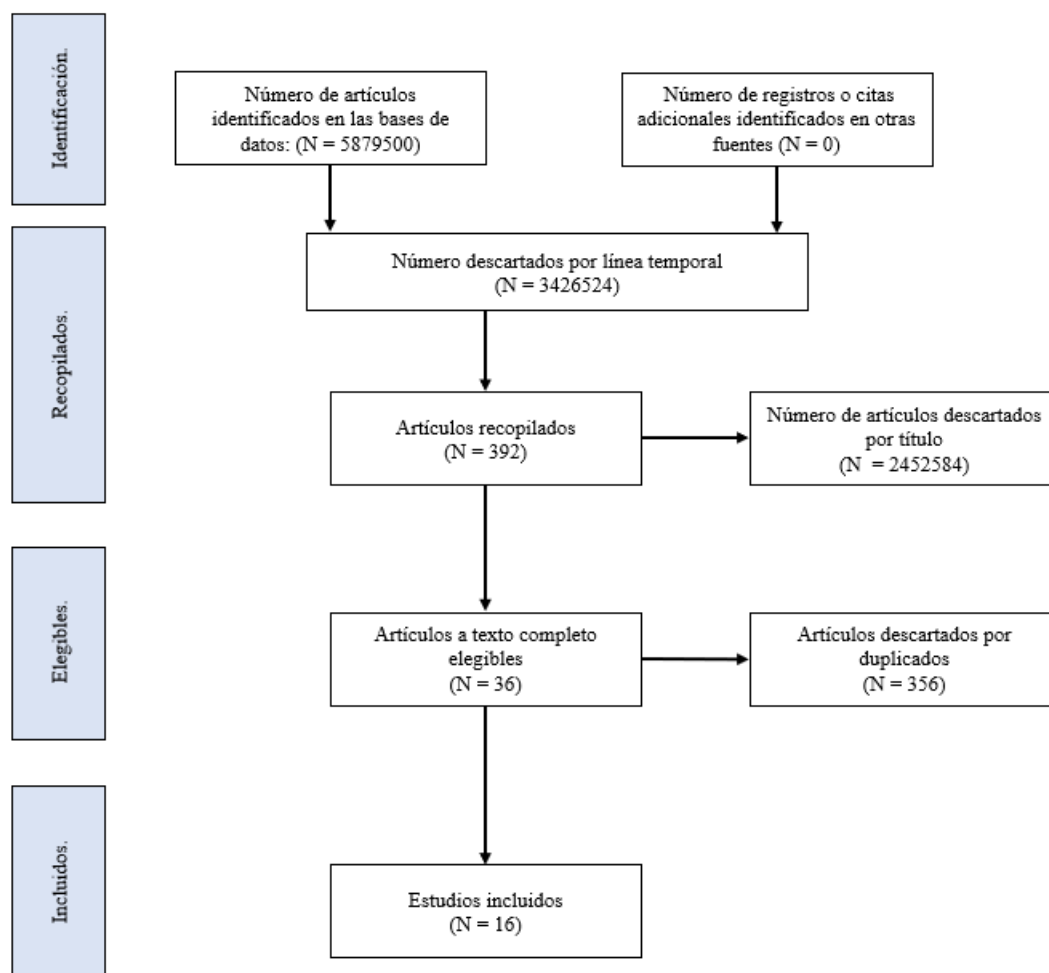 Identificación.
Número de artículos
identificados en las bases de
datos: (N = 5879500)
Número de registros o citas
adicionales identificados en otras
fuentes (N = 0)
Recopilados.
Número descartados por línea temporal
(N = 3426524)
Artículos recopilados
(N = 392)
Número de artículos descartados
por título
(N = 2452584)
Elegibles.
Artículos a texto completo
elegibles
(N = 36)
Artículos descartados por
duplicados
(N = 356)
Incluidos.
Estudios incluidos
(N = 16)